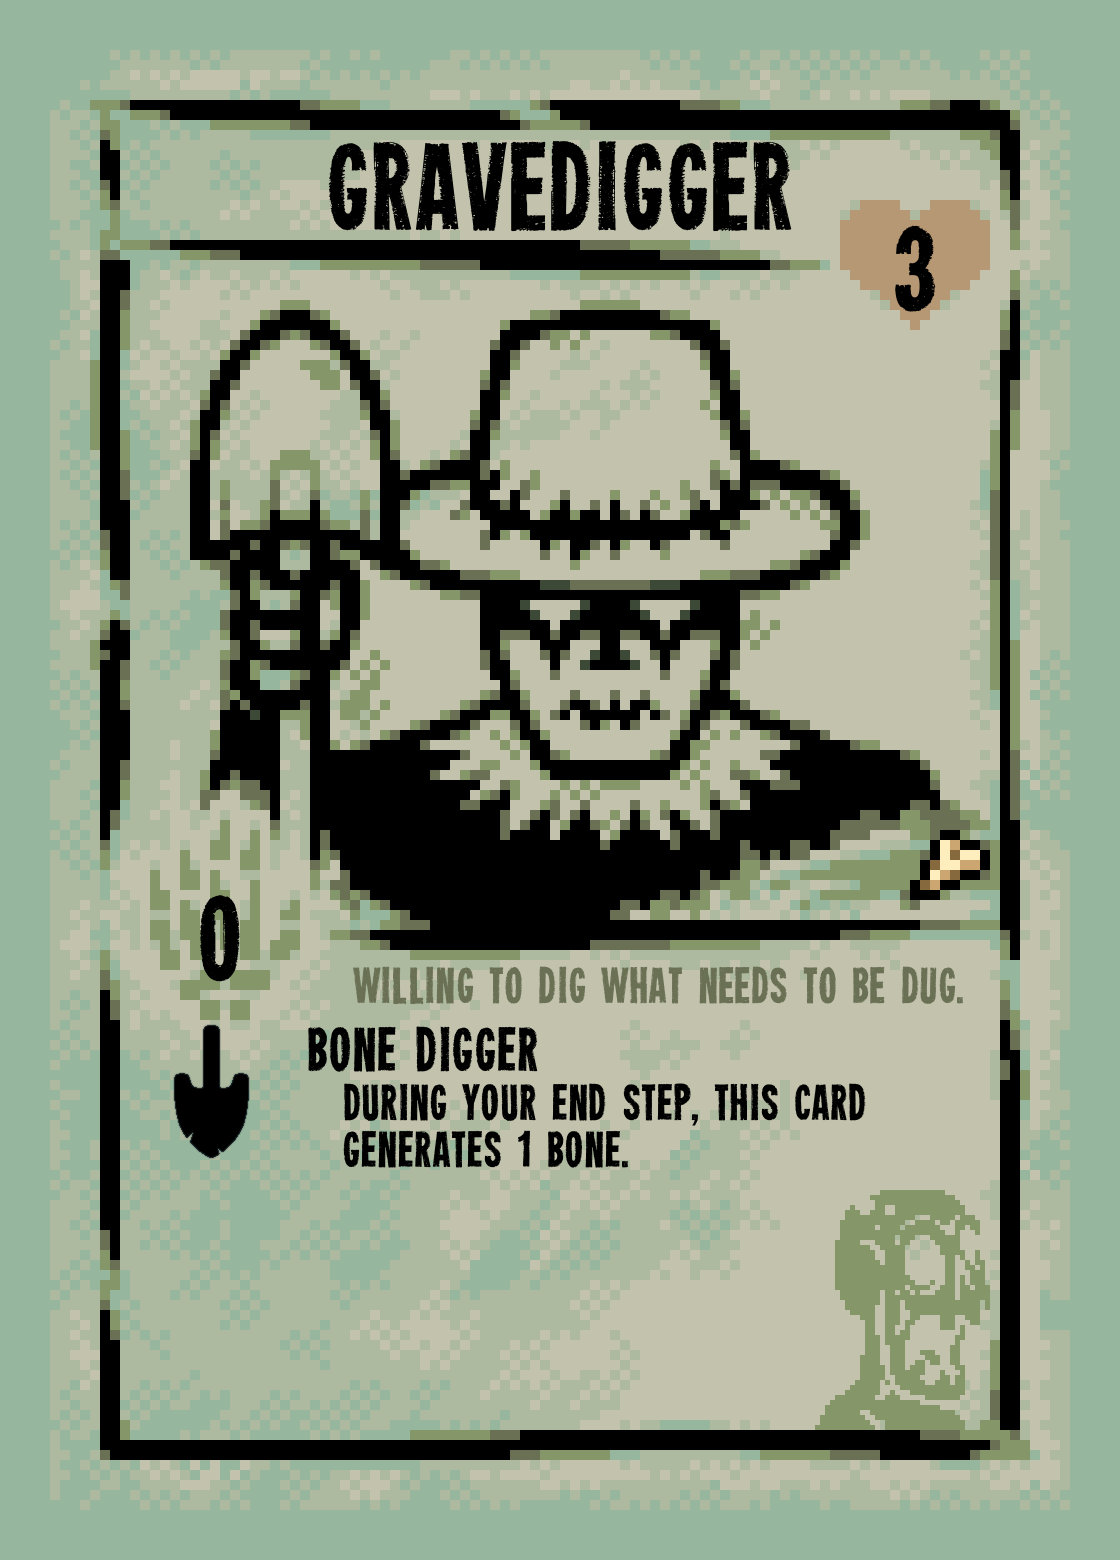 GRAVEDIGGER
3
0
WILLING TO DIG WHAT NEEDS TO BE DUG.
BONE DIGGER
DURING YOUR END STEP, THIS CARD
GENERATES 1 BONE.